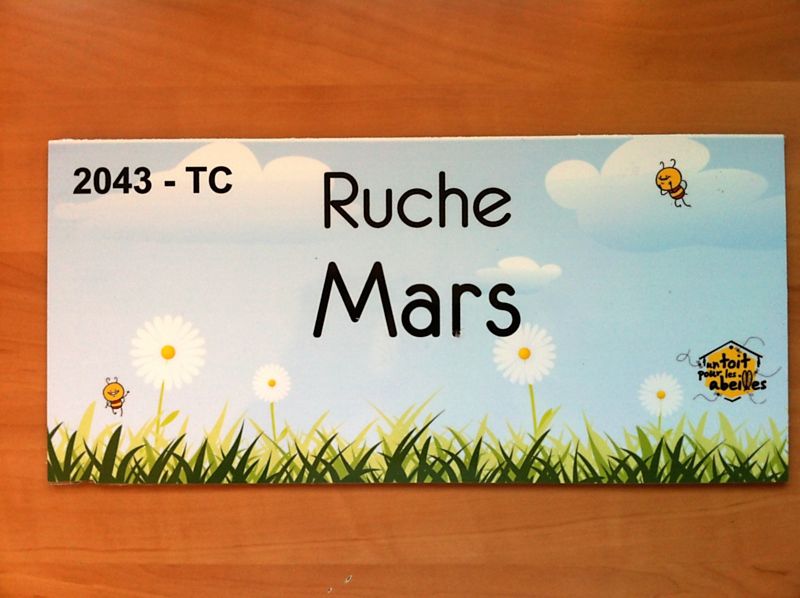 2043 - TC
Ruche
Mars
un toit
pour les
abeilles